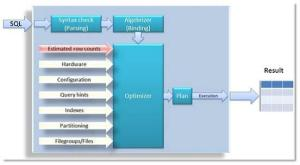 SQL
Syntax check
(Parsing)
Algebrizer
(Binding)
Estimated row counts
Hardware
Configuration
Query hints
Indexes
Partitioning
Filegroups/Files
Optimizer
Plan
Execution
Result